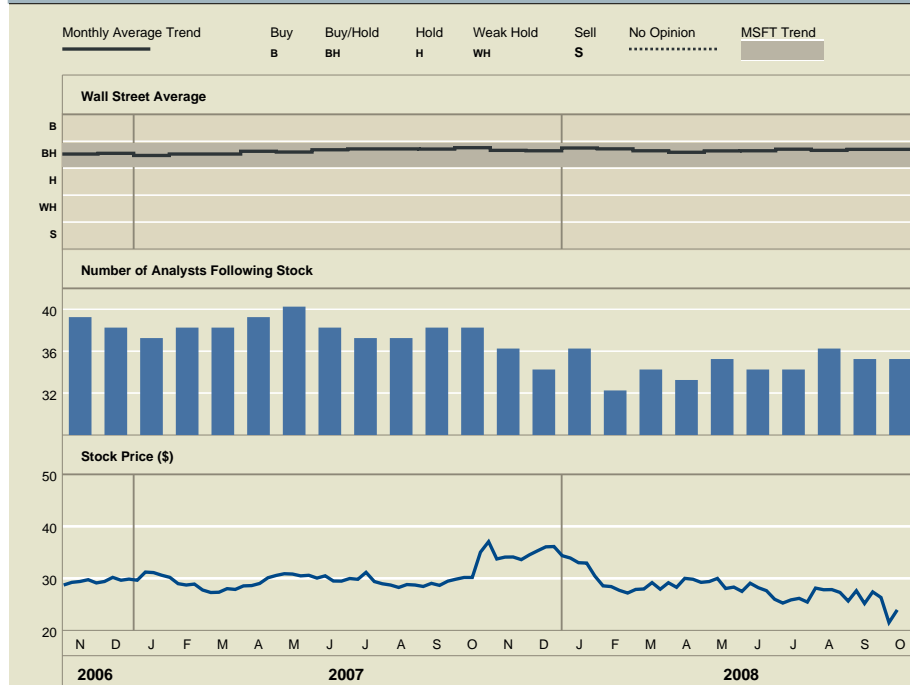 Monthly Average Trend Buy Buy/Hold Hold Weak Hold Sell No Opinion MSFT Trend
B BH H WH S
Wall Street Average
B
BH
H
WH
S
Number of Analysts Following Stock
40
36
32
Stock Price ($)
50
40
30
20
N D J F M A M J J A S O N D J F M A M J J A S O
2006 2007 2008